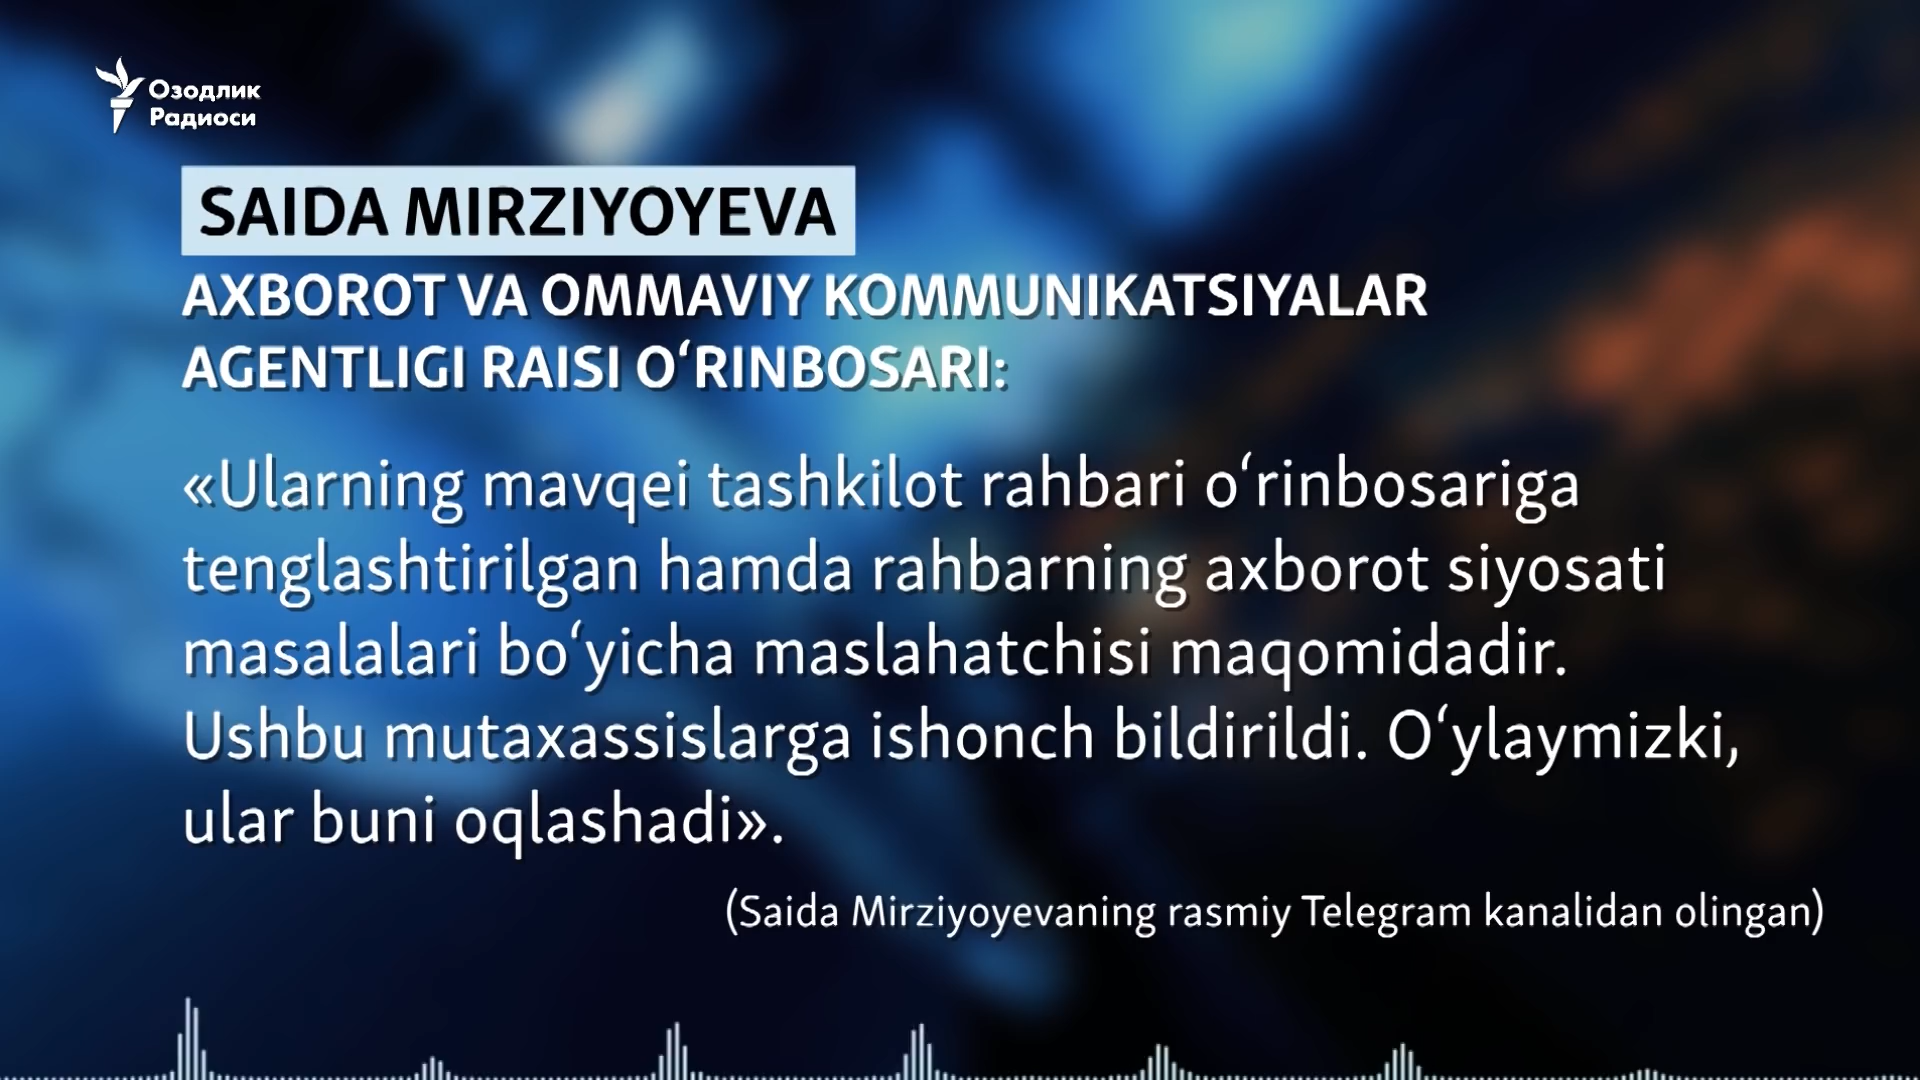 Озодлик
Радиоси
SAIDA MIRZIYOYEVA
AXBOROT VA OMMAVIY KOMMUNIKATSIYALAR
AGENTLIGI RAISI O‘RINBOSARI:
«Ularning mavqei tashkilot rahbari o‘rinbosariga
tenglashtirilgan hamda rahbarning axborot siyosati
masalalari bo‘yicha maslahatchisi maqomidadir.
Ushbu mutaxassislarga ishonch bildirildi. O‘ylaymizki,
ular buni oqlashadi».
(Saida Mirziyoyevaning rasmiy Telegram kanalidan olingan)